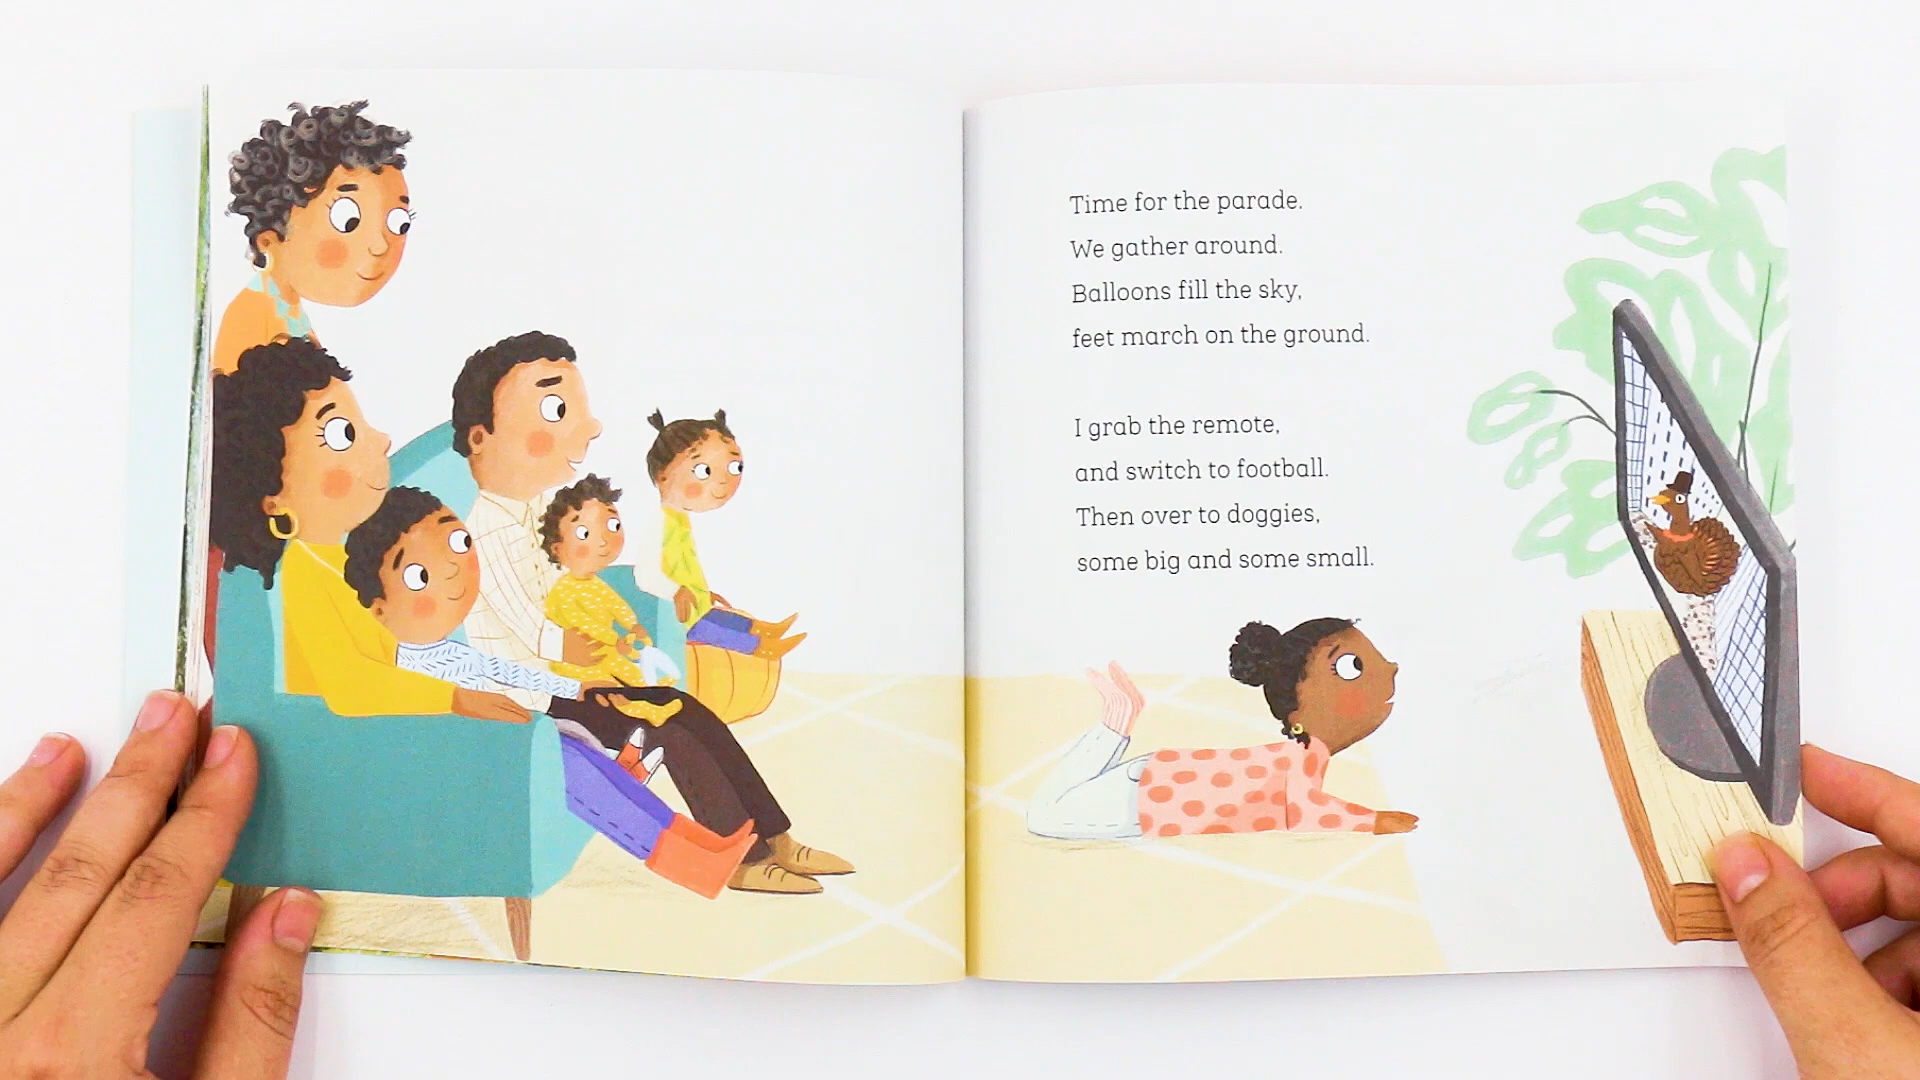 Time for the parade.
We gather around.
Balloons fill the sky,
feet march on the ground.
I grab the remote,
and switch to football.
Then over to doggies,
some big and some small.